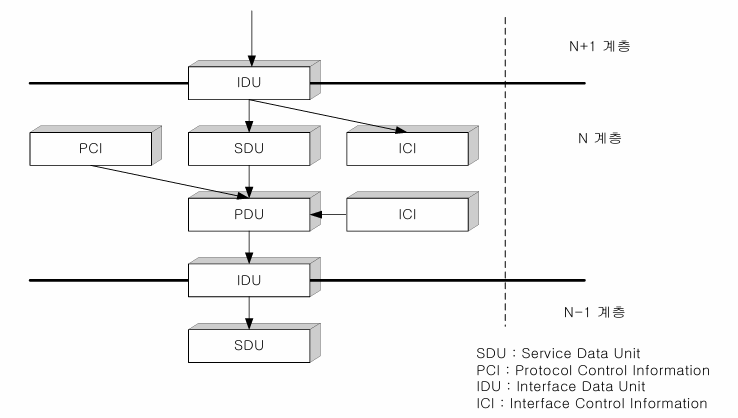 N+1 계층
IDU
PCI
SDU
ICI
N 계층
PDU
ICI
IDU
N-1 계층
SDU
SDU : Service Data Unit
PCI : Protocol Control Information
IDU : Interface Data Unit
ICI : Interface Control Information